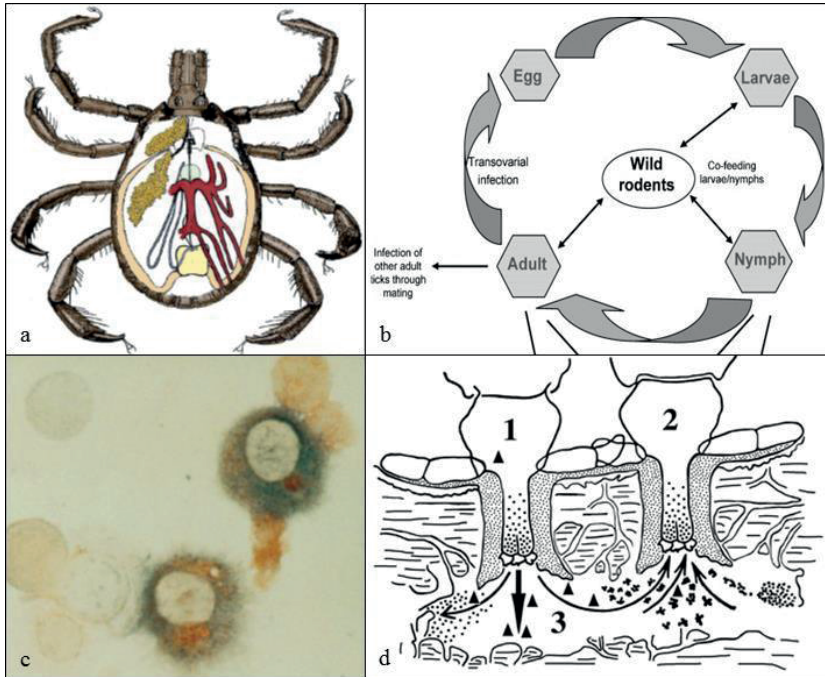 a
Egg
Larvae
Transovarial
infection
Wild
rodents
Co-feeding
larvae/nymphs
Infection of
other adult
ticks through
mating
Adult
Nymph
b
c
1
2
3
d